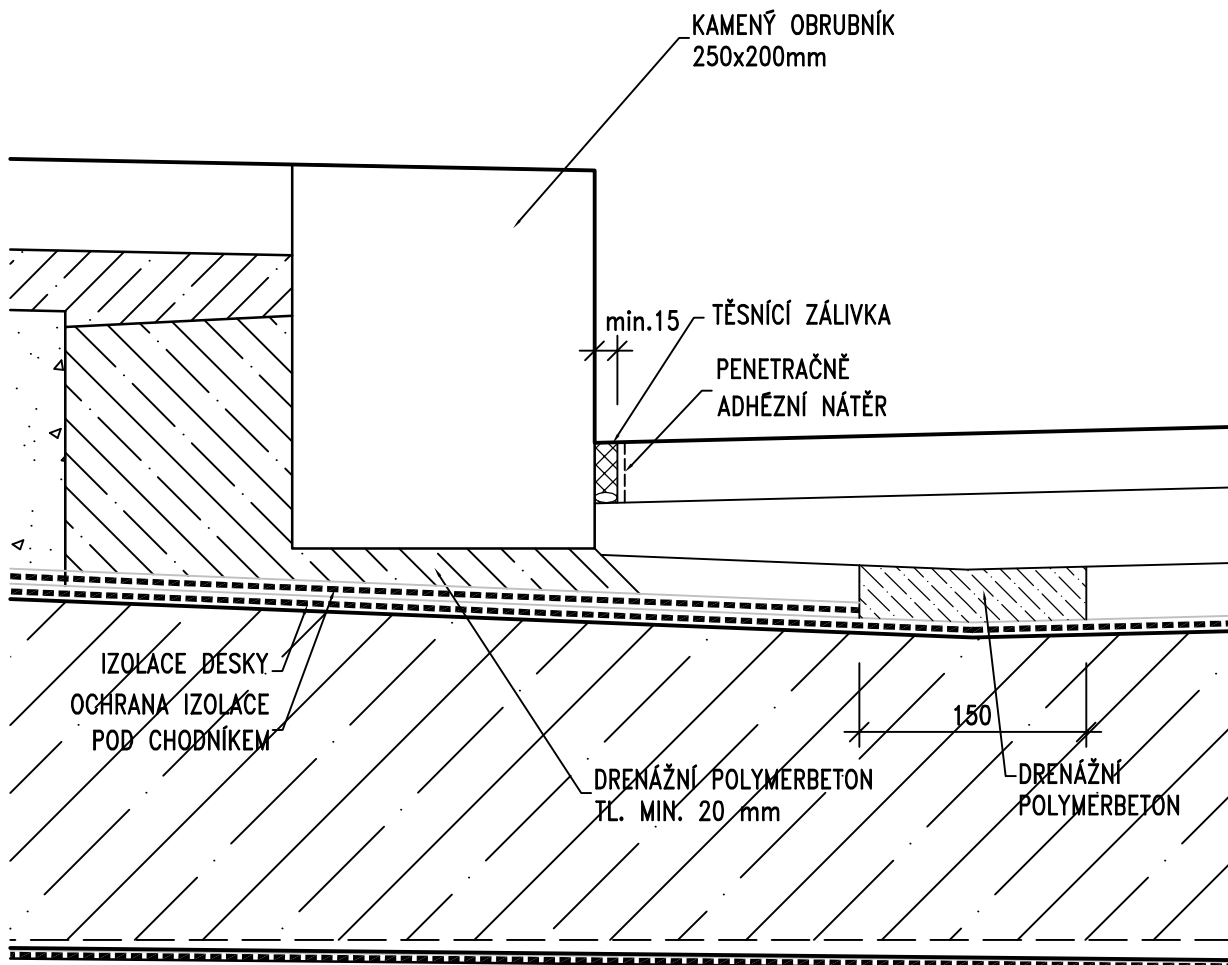 KAMENÝ OBRUBNÍK
250x200mm
min.15
TĚSNÍCÍ ZÁLIVKA
PENETRAČNĚ
ADHÉZNÍ NÁTĚR
IZOLACE DESKY
OCHRANA IZOLACE
POD CHODNÍKEM
150
DRENÁŽNÍ POLYMERBETON
TL. MIN. 20 mm
DRENÁŽNÍ
POLYMERBETON